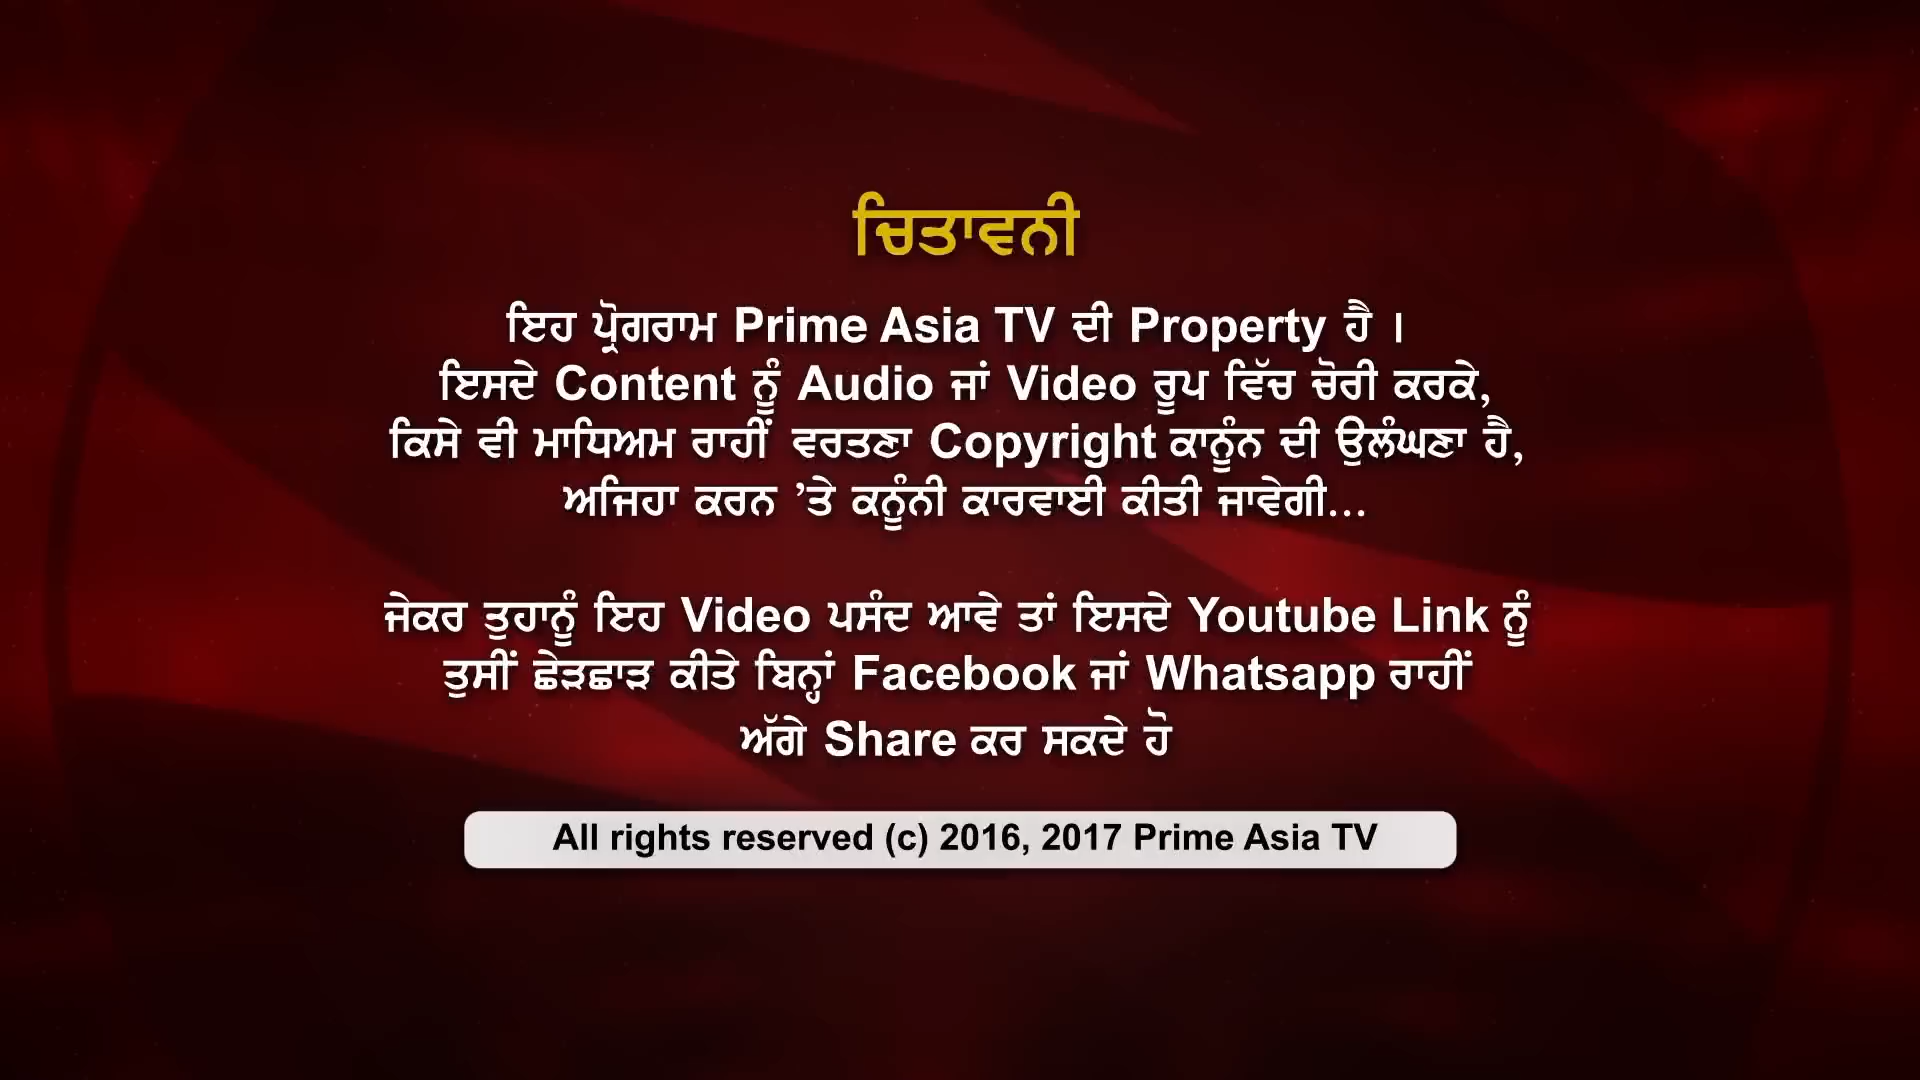 ਚਿਤਾਵਨੀ
ਇਹ ਪ੍ਰੋਗਰਾਮ Prime Asia TV ਦੀ Property ਹੈ ।
ਇਸਦੇ Content ਨੂੰ Audio ਜਾਂ Video ਰੂਪ ਵਿੱਚ ਚੋਰੀ ਕਰਕੇ,
ਕਿਸੇ ਵੀ ਮਾਧਿਅਮ ਰਾਹੀਂ ਵਰਤਣਾ Copyright ਕਾਨੂੰਨ ਦੀ ਉਲੰਘਣਾ ਹੈ,
ਅਜਿਹਾ ਕਰਨ ’ਤੇ ਕਨੂੰਨੀ ਕਾਰਵਾਈ ਕੀਤੀ ਜਾਵੇਗੀ...
ਜੇਕਰ ਤੁਹਾਨੂੰ ਇਹ Video ਪਸੰਦ ਆਵੇ ਤਾਂ ਇਸਦੇ Youtube Link ਨੂੰ
ਤੁਸੀਂ ਛੇੜਛਾੜ ਕੀਤੇ ਬਿਨ੍ਹਾਂ Facebook ਜਾਂ Whatsapp ਰਾਹੀਂ
ਅੱਗੇ Share ਕਰ ਸਕਦੇ ਹੋ
All rights reserved (c) 2016, 2017 Prime Asia TV